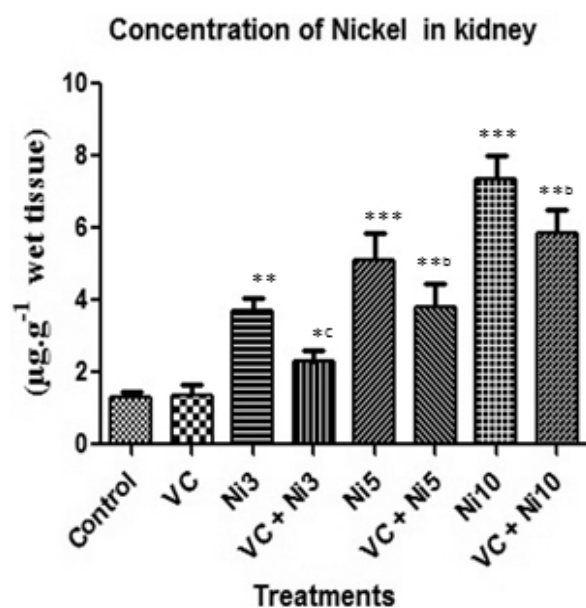 Concentration of Nickel in kidney
(µg.g⁻¹ wet tissue)
10
8
6
4
2
0
**
*c
***
**b
***
**b
Control
VC
Ni3
VC + Ni3
Ni5
VC + Ni5
Ni10
VC + Ni10
Treatments